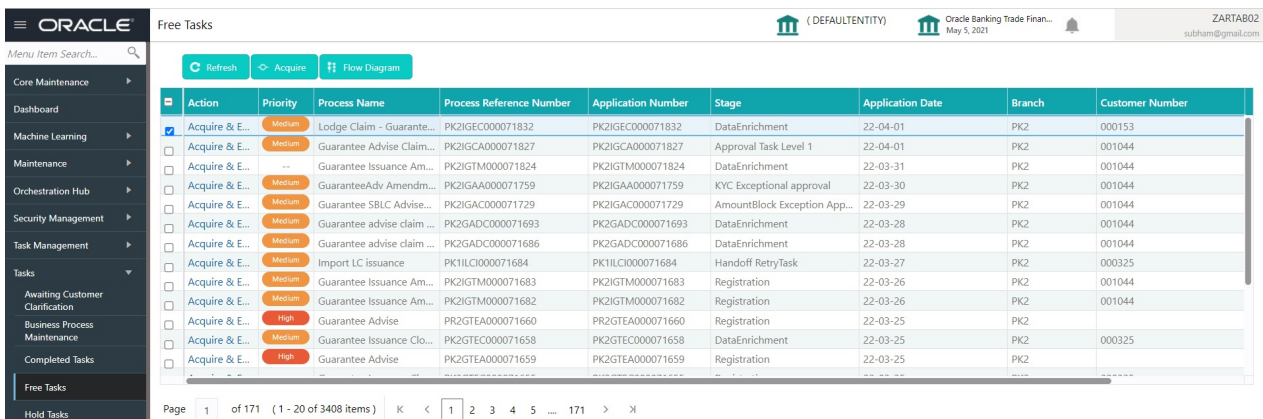 ORACLE
Free Tasks
( DEFAULTENTITY)
Oracle Banking Trade Finan...
May 5, 2021
ZARTAB02
subham@gmail.com
Menu Item Search...
Core Maintenance
Dashboard
Machine Learning
Maintenance
Orchestration Hub
Security Management
Task Management
Tasks
Awaiting Customer
Clarification
Business Process
Maintenance
Completed Tasks
Free Tasks
Hold Tasks
Refresh Acquire Flow Diagram
Action Priority Process Name Process Reference Number Application Number Stage Application Date Branch Customer Number
Acquire & E... Medium Lodge Claim - Guarante... PK2IGEC000071832 PK2IGEC000071832 DataEnrichment 22-04-01 PK2 000153
Acquire & E... Medium Guarantee Advise Claim... PK2IGCA000071827 PK2IGCA000071827 Approval Task Level 1 22-04-01 PK2 001044
Acquire & E... -- Guarantee Issuance Am... PK2IGTM000071824 PK2IGTM000071824 DataEnrichment 22-03-31 PK2 001044
Acquire & E... Medium GuaranteeAdv Amendm... PK2IGAA000071759 PK2IGAA000071759 KYC Exceptional approval 22-03-30 PK2 001044
Acquire & E... Medium Guarantee SBLC Advise... PK2IGAC000071729 PK2IGAC000071729 AmountBlock Exception App... 22-03-29 PK2 001044
Acquire & E... Medium Guarantee advise claim ... PK2GADC000071693 PK2GADC000071693 DataEnrichment 22-03-28 PK2 001044
Acquire & E... Medium Guarantee advise claim ... PK2GADC000071686 PK2GADC000071686 DataEnrichment 22-03-28 PK2 001044
Acquire & E... Medium Import LC issuance PK1ILCI000071684 PK1ILCI000071684 Handoff RetryTask 22-03-27 PK2 000325
Acquire & E... Medium Guarantee Issuance Am... PK2IGTM000071683 PK2IGTM000071683 Registration 22-03-26 PK2 001044
Acquire & E... Medium Guarantee Issuance Am... PK2IGTM000071682 PK2IGTM000071682 Registration 22-03-26 PK2 001044
Acquire & E... High Guarantee Advise PR2GTEA000071660 PR2GTEA000071660 Registration 22-03-25 PK2
Acquire & E... Medium Guarantee Issuance Clo... PK2GTEC000071658 PK2GTEC000071658 DataEnrichment 22-03-25 PK2 000325
Acquire & E... High Guarantee Advise PK2GTEA000071659 PK2GTEA000071659 Registration 22-03-25 PK2
Page 1 of 171 ( 1 - 20 of 3408 items ) 1 2 3 4 5 .... 171